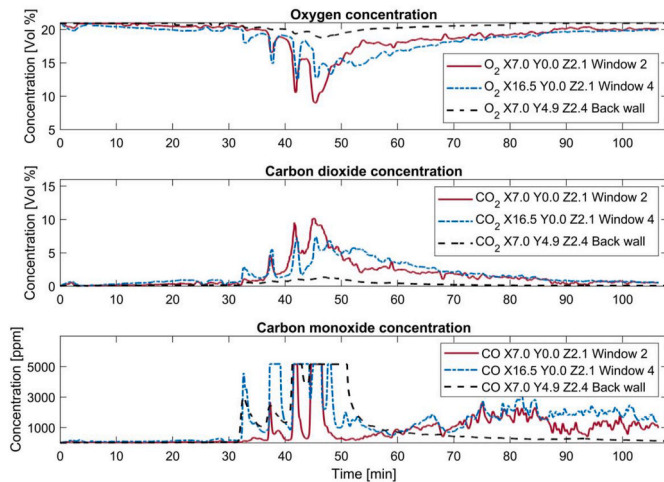 Oxygen concentration
Concentration [Vol %]
20
15
10
5
O2 X7.0 Y0.0 Z2.1 Window 2
O2 X16.5 Y0.0 Z2.1 Window 4
O2 X7.0 Y4.9 Z2.4 Back wall
0 10 20 30 40 50 60 70 80 90 100
Carbon dioxide concentration
Concentration [Vol %]
15
10
5
0
CO2 X7.0 Y0.0 Z2.1 Window 2
CO2 X16.5 Y0.0 Z2.1 Window 4
CO2 X7.0 Y4.9 Z2.4 Back wall
0 10 20 30 40 50 60 70 80 90 100
Carbon monoxide concentration
Concentration [ppm]
5000
3000
1000
CO X7.0 Y0.0 Z2.1 Window 2
CO X16.5 Y0.0 Z2.1 Window 4
CO X7.0 Y4.9 Z2.4 Back wall
0 10 20 30 40 50 60 70 80 90 100
Time [min]